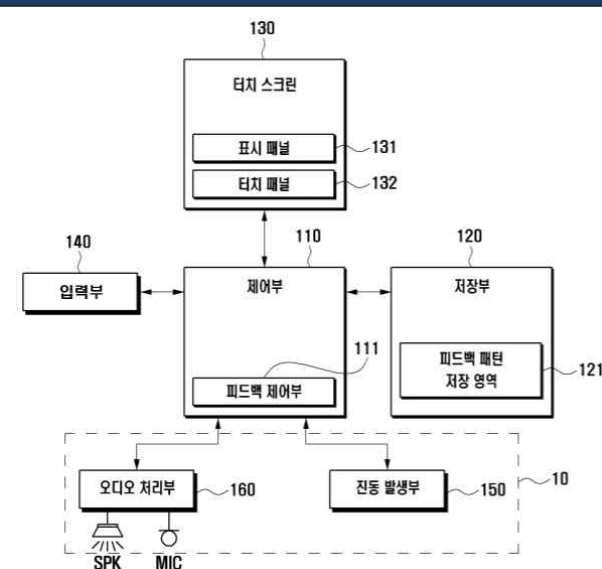 130
터치 스크린
표시 패널
131
터치 패널
132
140
110
120
입력부
제어부
저장부
111
피드백 제어부
피드백 패턴
저장 영역
121
오디오 처리부
160
진동 발생부
150
10
SPK
MIC